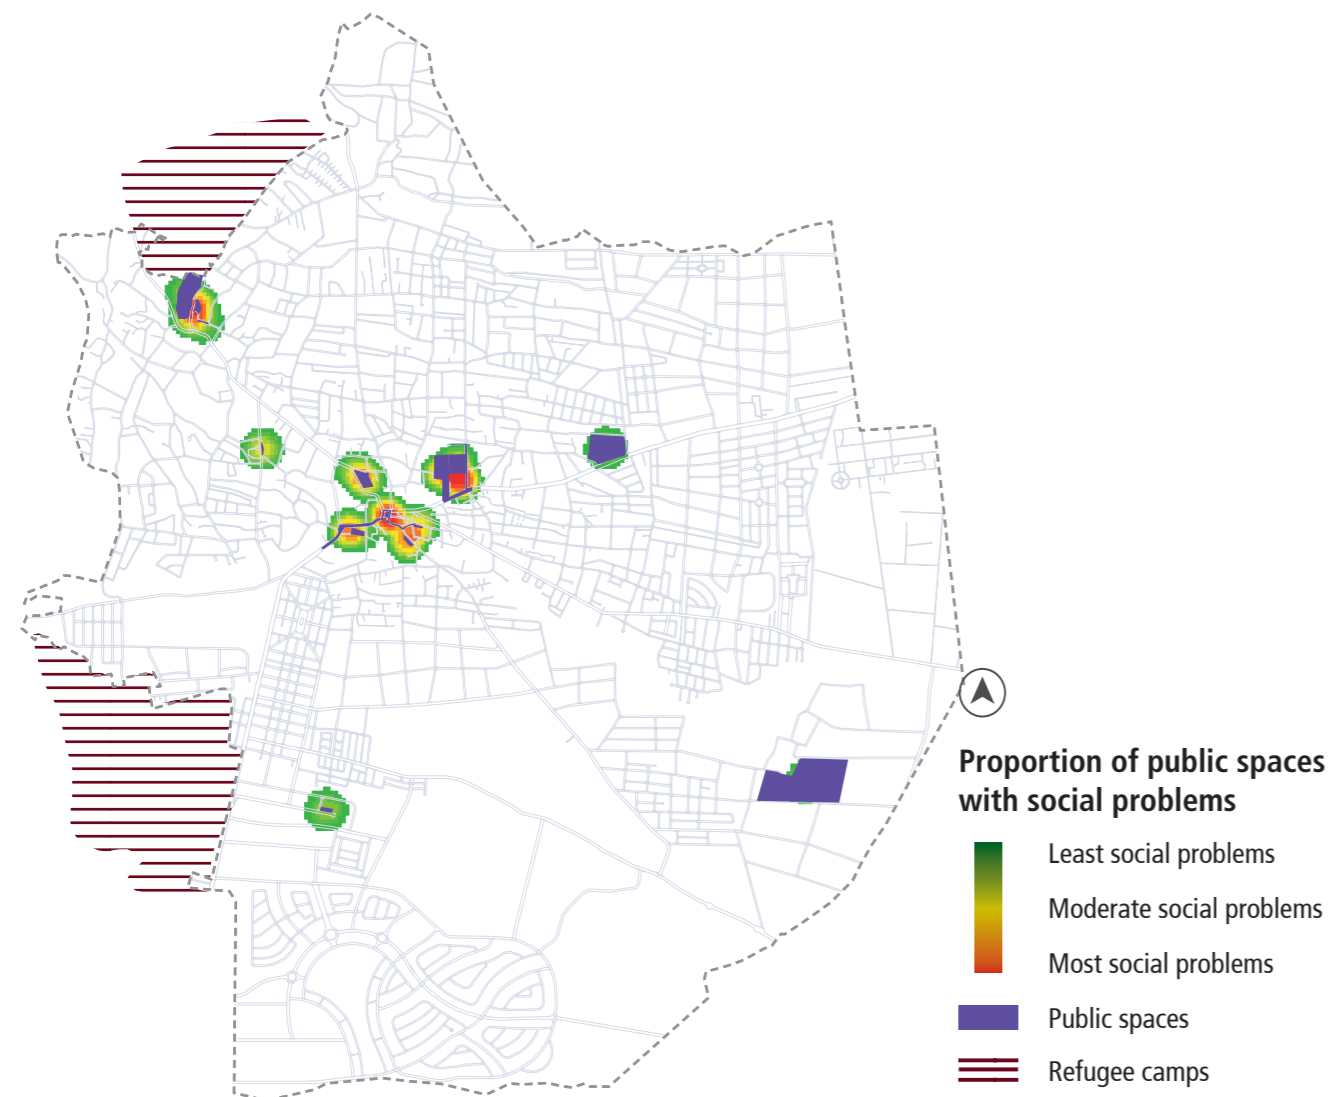 Proportion of public spaces
with social problems
Least social problems
Moderate social problems
Most social problems
Public spaces
Refugee camps